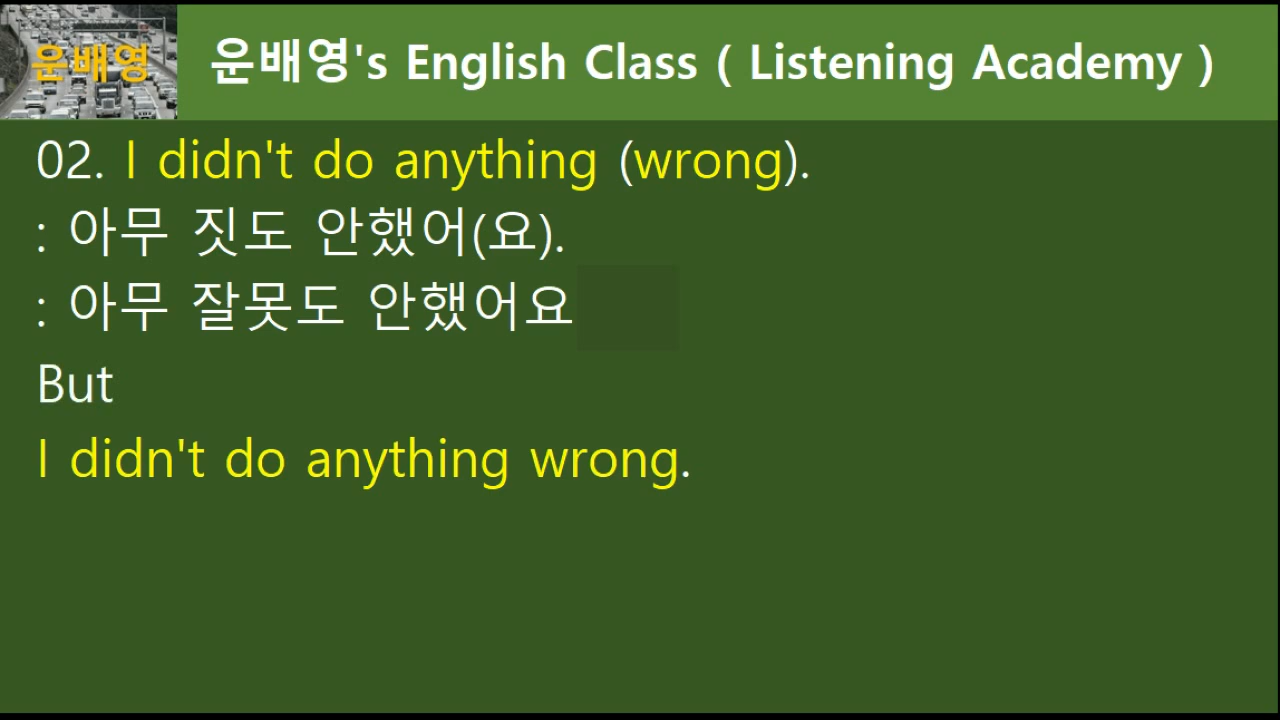 운배영
운배영's English Class ( Listening Academy )
02. I didn't do anything (wrong).
: 아무 짓도 안했어(요).
: 아무 잘못도 안했어요
But
I didn't do anything wrong.